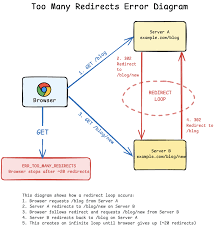 Too Many Redirects Error Diagram
Server A
example.com/blog
1. GET /blog
2. 302
Redirect
to
/blog/new
4. 302
Redirect
to /blog
REDIRECT
LOOP
Browser
3. GET /blog/new
GET
Server B
example.com/blog/new
ERR_TOO_MANY_REDIRECTS
Browser stops after ~20 redirects
This diagram shows how a redirect loop occurs:
1. Browser requests /blog from Server A
2. Server A redirects to /blog/new on Server B
3. Browser follows redirect and requests /blog/new from Server B
4. Server B redirects back to /blog on Server A
5. This creates an infinite loop until browser gives up (~20 redirects)